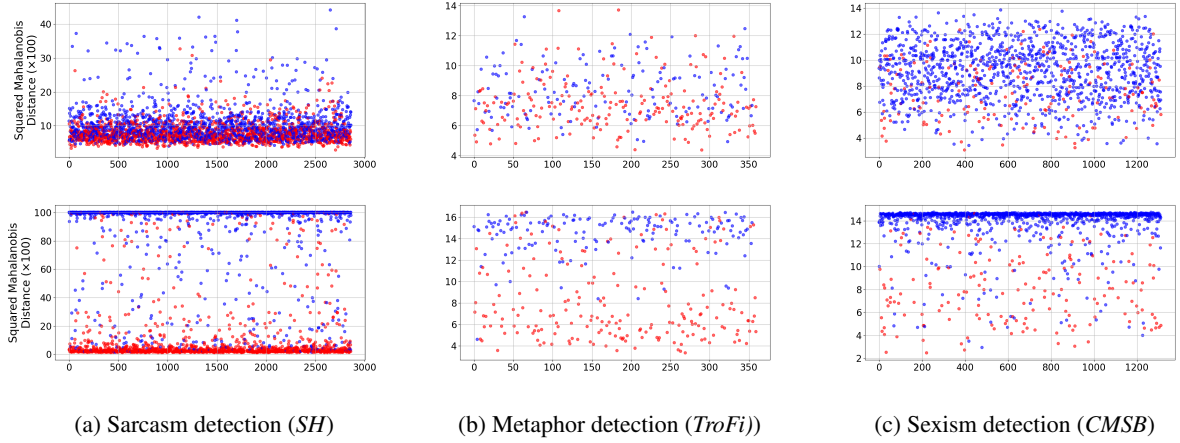 Squared Mahalanobis
Distance (×100)
40
30
20
10
0 500 1000 1500 2000 2500 3000
14
12
10
8
6
4
0 50 100 150 200 250 300 350
14
12
10
8
6
4
0 200 400 600 800 1000 1200
Squared Mahalanobis
Distance (×100)
100
80
60
40
20
0
0 500 1000 1500 2000 2500 3000
16
14
12
10
8
6
4
0 50 100 150 200 250 300 350
14
12
10
8
6
4
2
0 200 400 600 800 1000 1200
(a) Sarcasm detection (SH)
(b) Metaphor detection (TroFi))
(c) Sexism detection (CMSB)